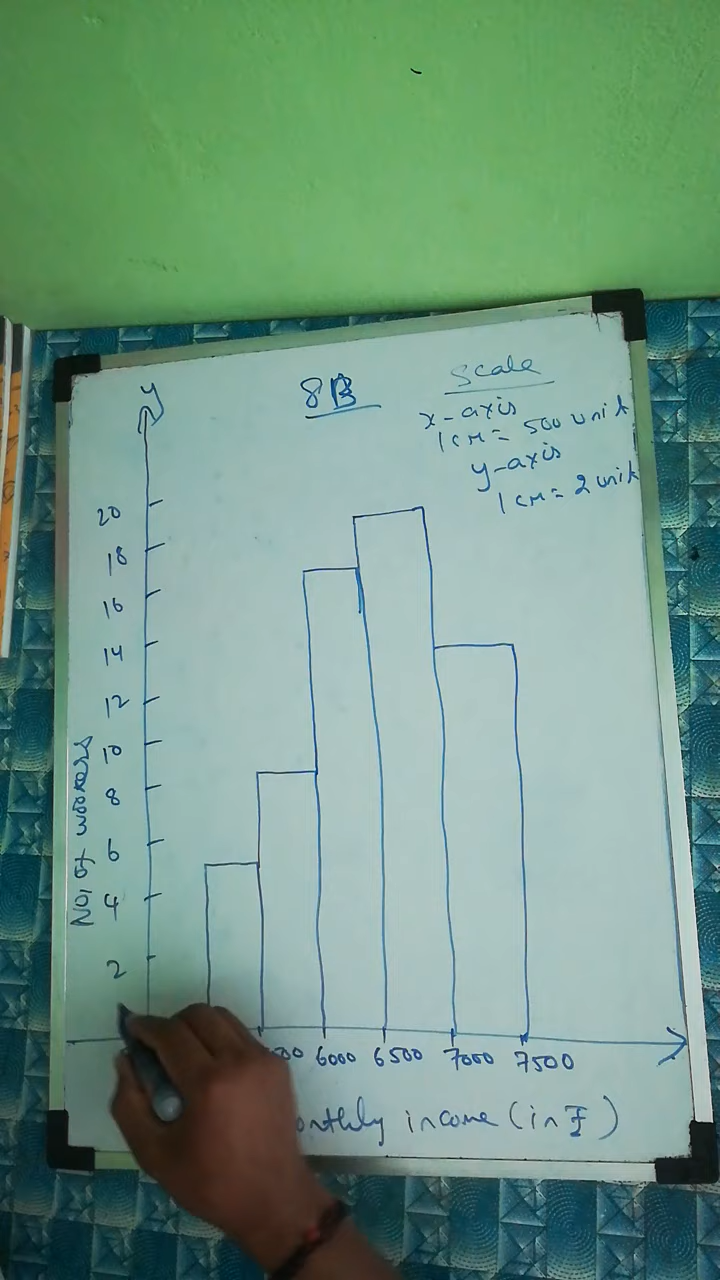 y
8B
Scale
x-axis
1cm = 500 unit
y-axis
1cm = 2 unit
20
18
16
14
12
10
8
6
4
2
No. of workers
6000 6500 7000 7500
income (in ₹)